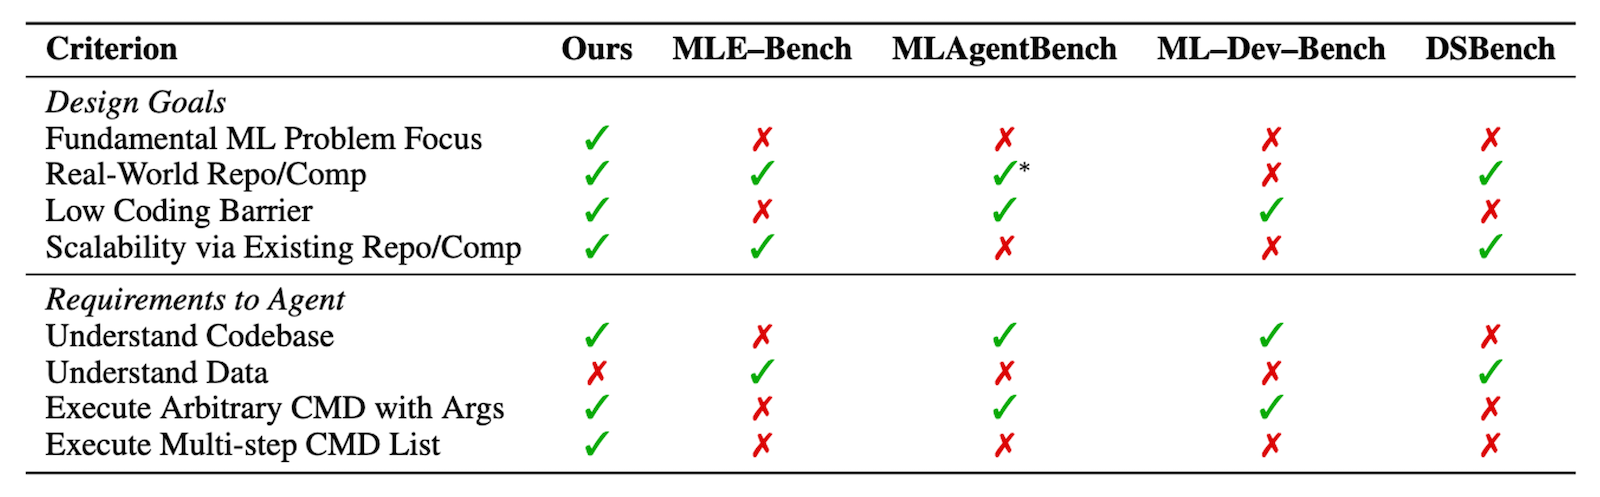 Criterion Ours MLE–Bench MLAgentBench ML–Dev–Bench DSBench
Design Goals
Fundamental ML Problem Focus ✓ ✗ ✗ ✗ ✗
Real-World Repo/Comp ✓ ✓ ✓* ✗ ✓
Low Coding Barrier ✓ ✗ ✓ ✓ ✗
Scalability via Existing Repo/Comp ✓ ✓ ✗ ✗ ✓
Requirements to Agent
Understand Codebase ✓ ✗ ✓ ✓ ✗
Understand Data ✗ ✓ ✗ ✗ ✓
Execute Arbitrary CMD with Args ✓ ✗ ✓ ✓ ✗
Execute Multi-step CMD List ✓ ✗ ✗ ✗ ✗